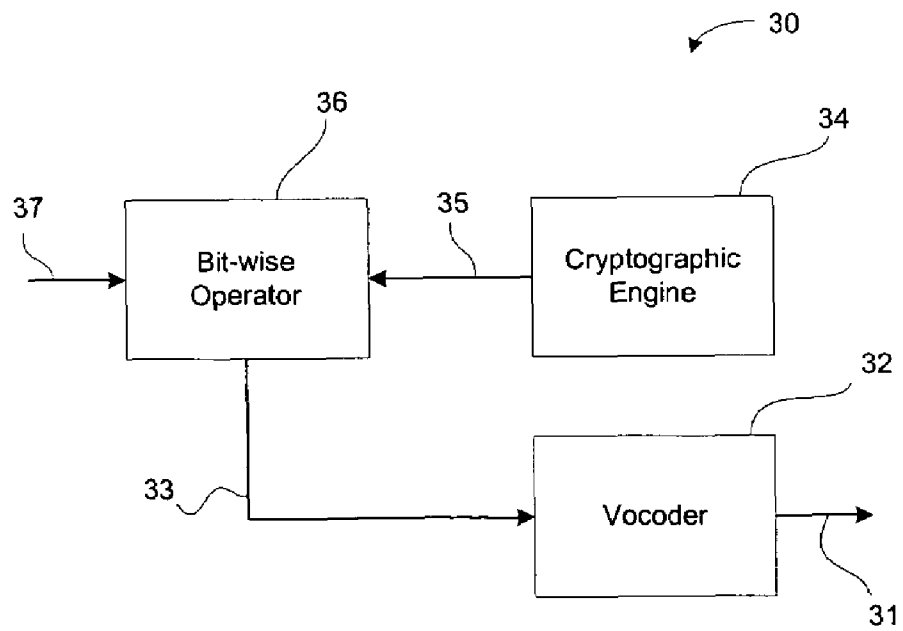 30
36
34
37
35
Bit-wise
Operator
Cryptographic
Engine
32
33
Vocoder
31